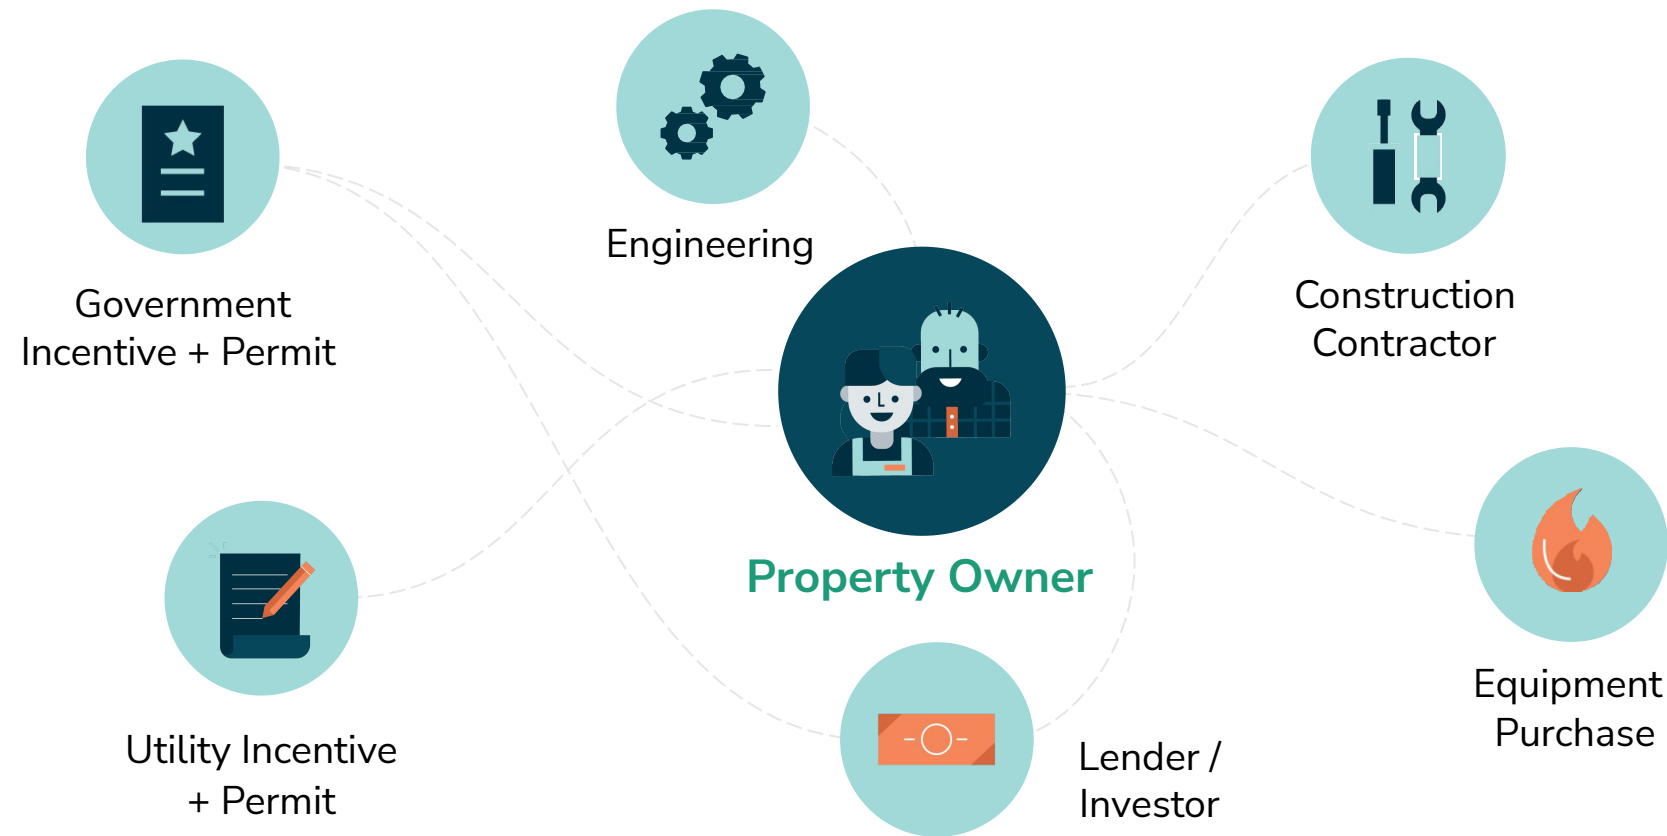 Engineering
Government
Incentive + Permit
Construction
Contractor
Property Owner
Utility Incentive
+ Permit
Lender /
Investor
Equipment
Purchase